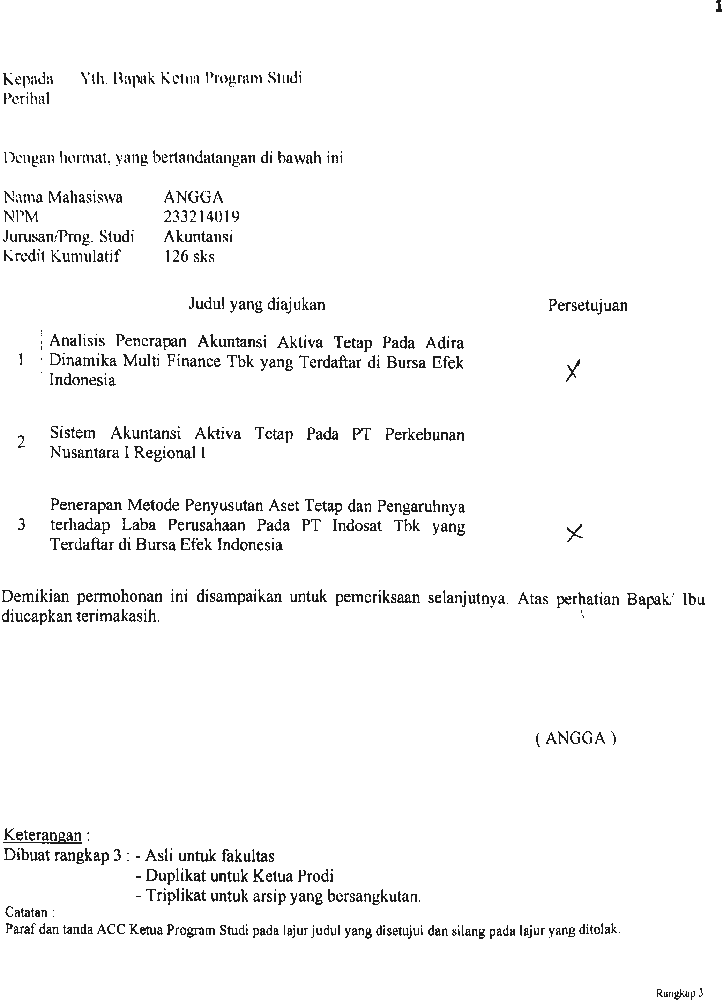 1
Kepada Yth. Bapak Ketua Program Studi
Perihal
Dengan hormat, yang bertandatangan di bawah ini
Nama Mahasiswa ANGGA
NPM 233214019
Jurusan/Prog. Studi Akuntansi
Kredit Kumulatif 126 sks
Judul yang diajukan Persetujuan
Analisis Penerapan Akuntansi Aktiva Tetap Pada Adira
1 Dinamika Multi Finance Tbk yang Terdaftar di Bursa Efek X
Indonesia
2 Sistem Akuntansi Aktiva Tetap Pada PT Perkebunan
Nusantara I Regional I
Penerapan Metode Penyusutan Aset Tetap dan Pengaruhnya
3 terhadap Laba Perusahaan Pada PT Indosat Tbk yang X
Terdaftar di Bursa Efek Indonesia
Demikian permohonan ini disampaikan untuk pemeriksaan selanjutnya. Atas perhatian Bapak/ Ibu
diucapkan terimakasih.
( ANGGA )
Keterangan :
Dibuat rangkap 3 : - Asli untuk fakultas
- Duplikat untuk Ketua Prodi
- Triplikat untuk arsip yang bersangkutan.
Catatan :
Paraf dan tanda ACC Ketua Program Studi pada lajur judul yang disetujui dan silang pada lajur yang ditolak.
Rangkap 3